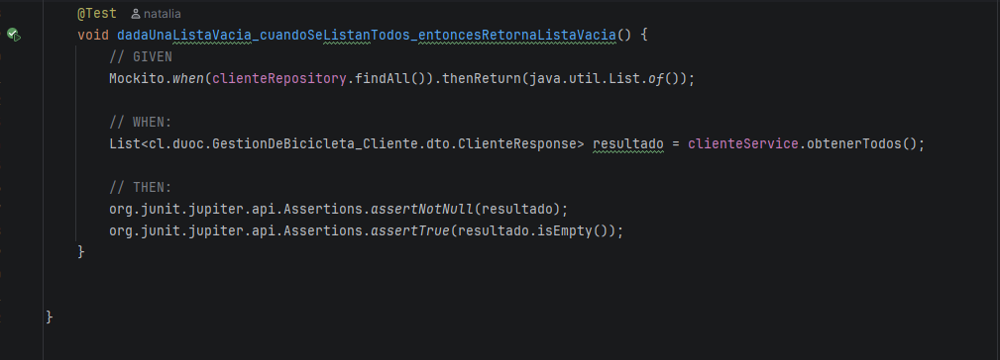 @Test natalia
void dadaUnaListaVacia_cuandoSeListanTodos_entoncesRetornaListaVacia() {
// GIVEN
Mockito.when(clienteRepository.findAll()).thenReturn(java.util.List.of());
// WHEN:
List<cl.duoc.GestionDeBicicleta_Cliente.dto.ClienteResponse> resultado = clienteService.obtenerTodos();
// THEN:
org.junit.jupiter.api.Assertions.assertNotNull(resultado);
org.junit.jupiter.api.Assertions.assertTrue(resultado.isEmpty());
}
}